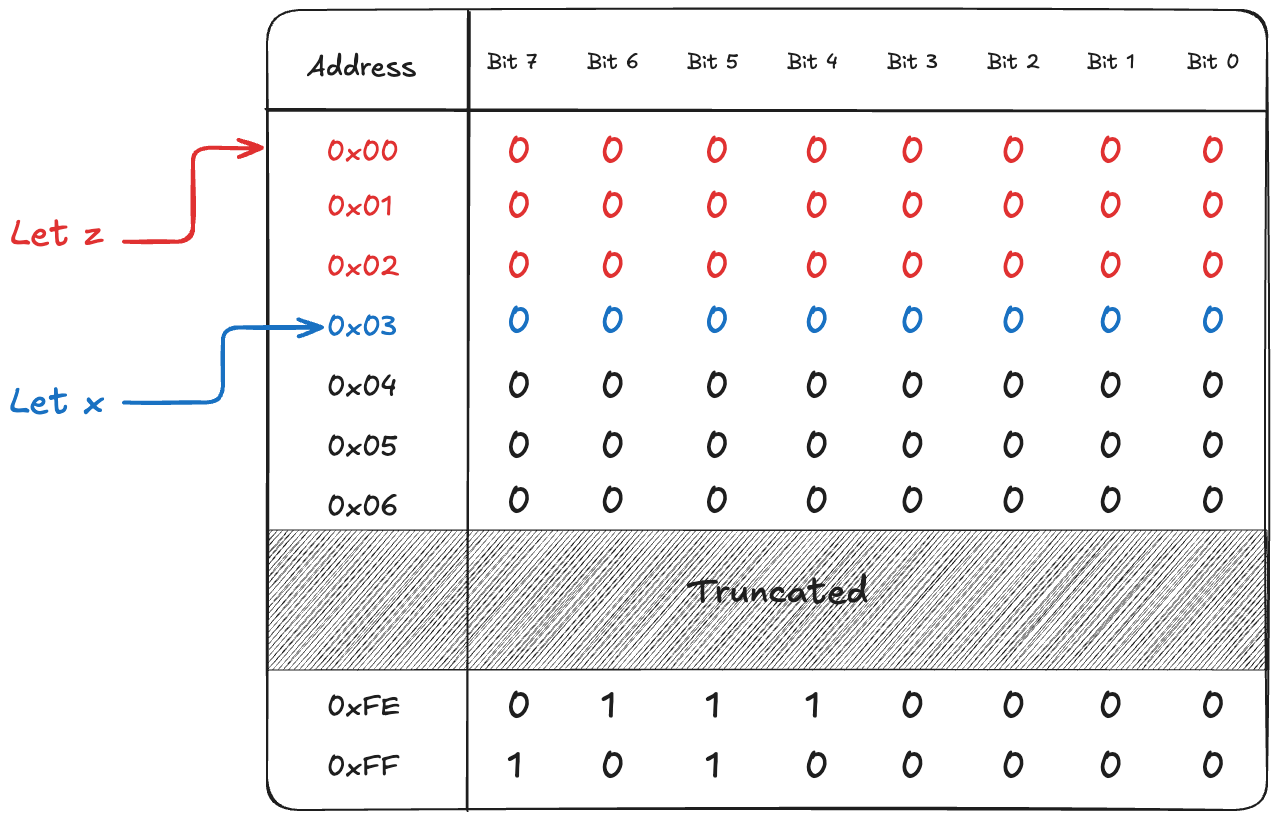 Address Bit 7 Bit 6 Bit 5 Bit 4 Bit 3 Bit 2 Bit 1 Bit 0
0x00 0 0 0 0 0 0 0 0
0x01 0 0 0 0 0 0 0 0
Let z
0x02 0 0 0 0 0 0 0 0
0x03 0 0 0 0 0 0 0 0
0x04 0 0 0 0 0 0 0 0
Let x
0x05 0 0 0 0 0 0 0 0
0x06 0 0 0 0 0 0 0 0
Truncated
0xFE 0 1 1 1 0 0 0 0
0xFF 1 0 1 0 0 0 0 0